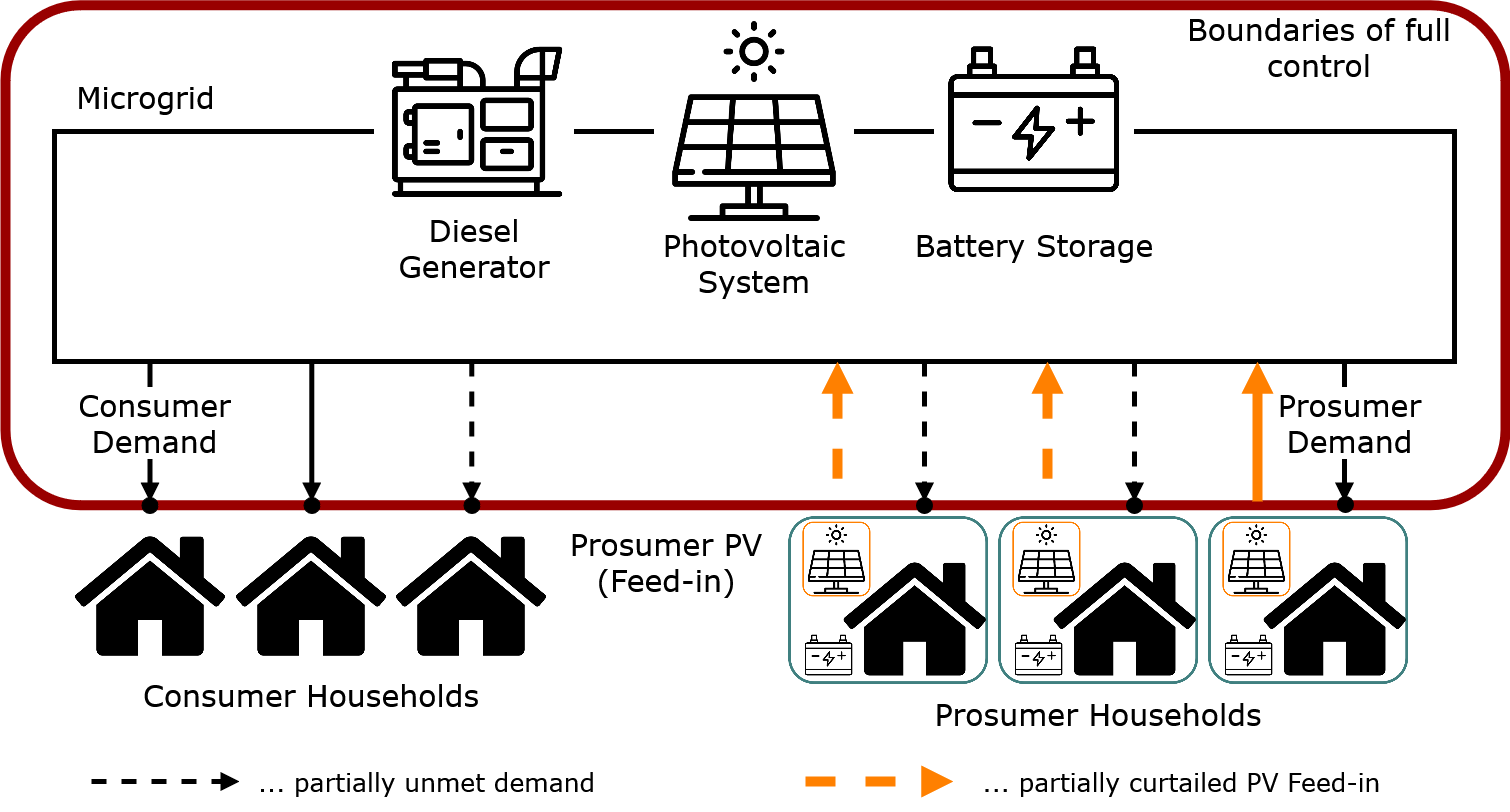 Boundaries of full
control
Microgrid
Diesel
Generator
Photovoltaic
System
Battery Storage
Consumer
Demand
Prosumer
Demand
Prosumer PV
(Feed-in)
Consumer Households
Prosumer Households
... partially unmet demand
... partially curtailed PV Feed-in